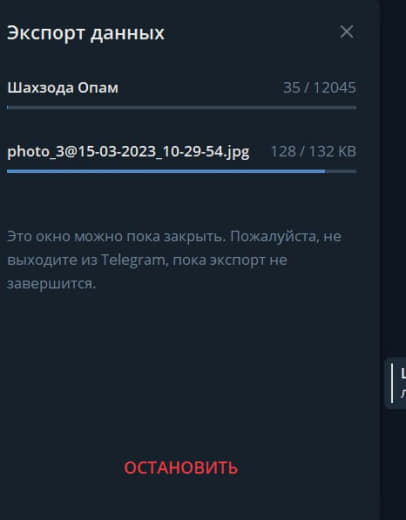 Экспорт данных
Шахзода Опам 35 / 12045
photo_3@15-03-2023_10-29-54.jpg 128 / 132 KB
Это окно можно пока закрыть. Пожалуйста, не
выходите из Telegram, пока экспорт не
завершится.
ОСТАНОВИТЬ